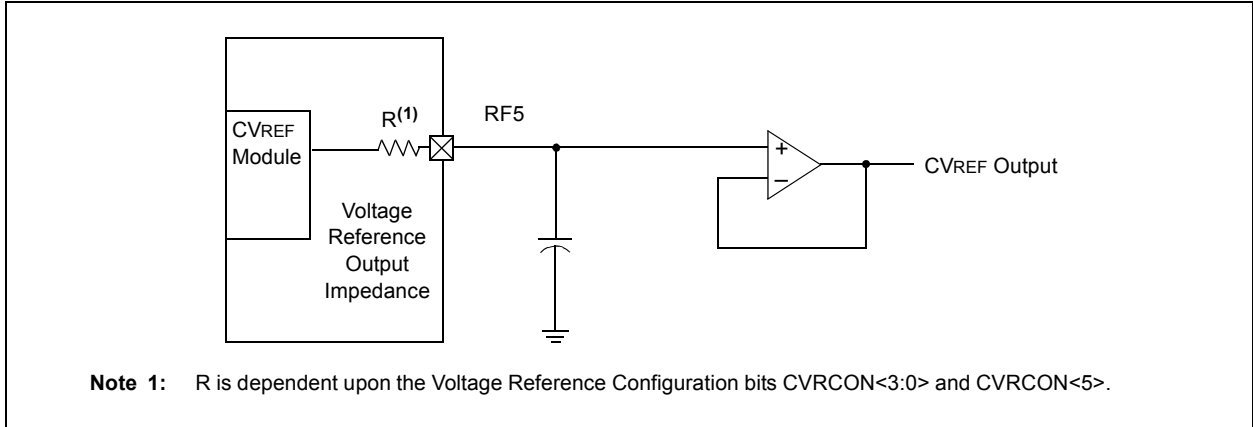 R(1)
RF5
CVREF
Module
+
–
CVREF Output
Voltage
Reference
Output
Impedance
Note 1: R is dependent upon the Voltage Reference Configuration bits CVRCON<3:0> and CVRCON<5>.